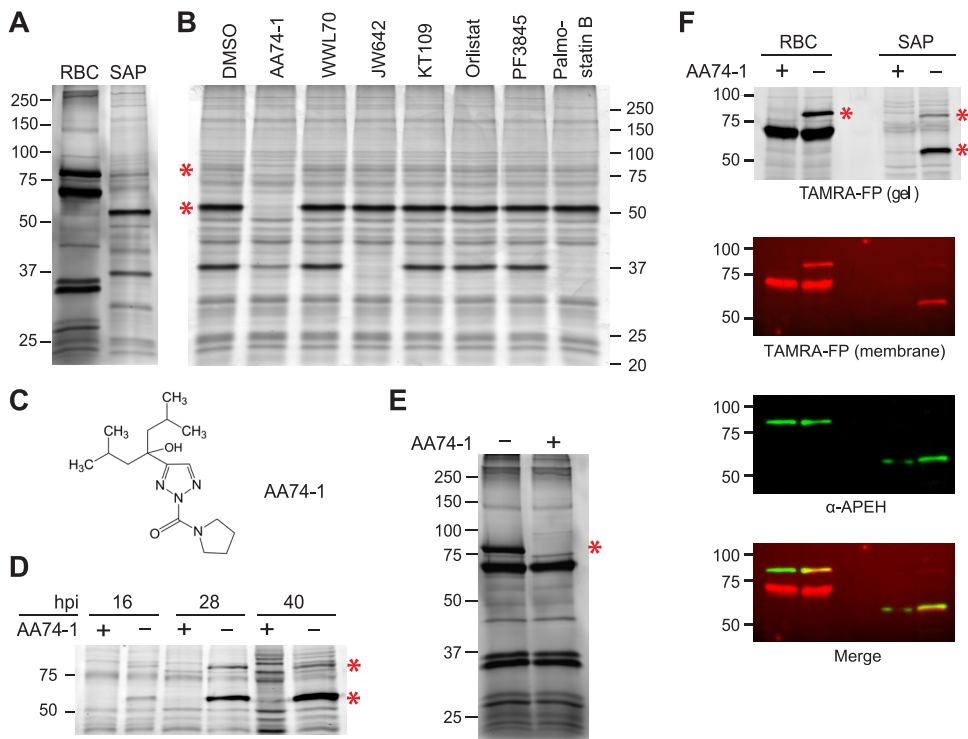 A
RBC SAP
250
150
100
75
50
37
25
B
DMSO
AA74-1
WWL70
JW642
KT109
Orlistat
PF3845
Palmo-
statin B
250
150
100
75
50
37
25
20
C
CH₃
H₃C
CH₃
OH
CH₃
H₃C
N N
N
O N
AA74-1
D
hpi 16 28 40
AA74-1 + − + − + −
75
50
*
*
E
AA74-1 − +
250
150
100
75
50
37
25
*
F
RBC SAP
AA74-1 + − + −
100
75
50
*
*
*
TAMRA-FP (gel)
100
75
50
TAMRA-FP (membrane)
100
75
50
α-APEH
100
75
50
Merge